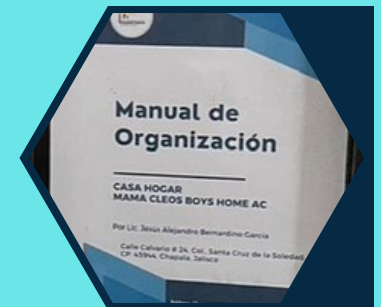 Manual de
Organización
CASA HOGAR
MAMA CLEOS BOYS HOME AC
Por Lic. Jesús Alejandro Bernardino García
Calle Calvario # 24, Col. Santa Cruz de la Soledad
CP. 45944, Chapala, Jalisco